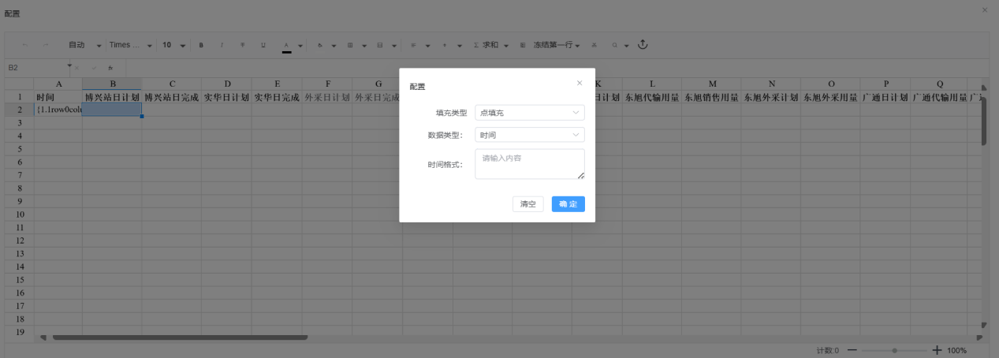 配置
自动 Times ... 10 B I U A Σ 求和 冻结第一行
B2 fx
A B C D E F G K L M N O P Q
1 时间 博兴站日计划 博兴站日完成 实华日计划 实华日完成 外采日计划 外采日完成 日计划 东旭代输用量 东旭销售用量 东旭外采计划 东旭外采用量 广通日计划 广通代输用量
2 {1.1row0colu
3
4
5
6
7
8
9
10
11
12
13
14
15
16
17
18
19
配置
填充类型 点填充
数据类型: 时间
时间格式: 请输入内容
清空 确 定
计数:0 100%